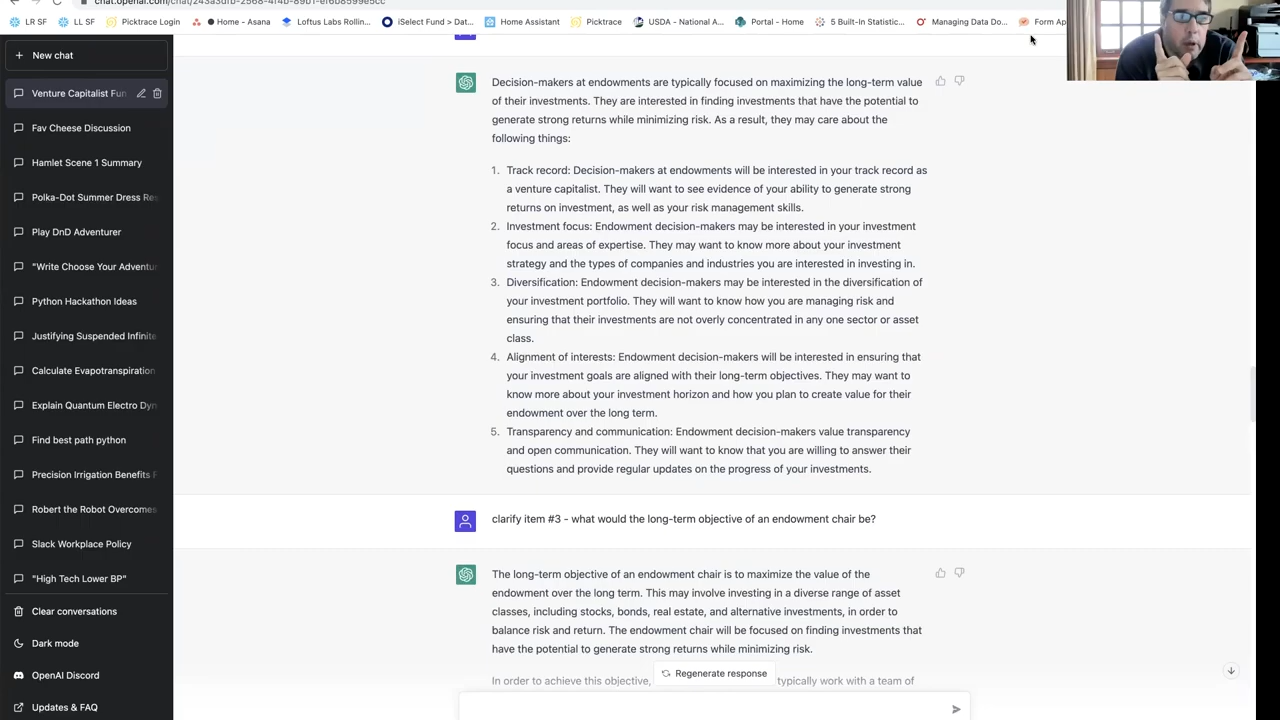 chat.openai.com/chat/243a3dfb-2568-4f4b-89b1-ef6b8599e5cc
LR SF
LL SF
Picktrace Login
Home - Asana
Loftus Labs Rollin...
iSelect Fund > Dat...
Home Assistant
Picktrace
USDA - National A...
Portal - Home
5 Built-In Statistic...
Managing Data Do...
Form Ap
New chat
Venture Capitalist Fun
Fav Cheese Discussion
Hamlet Scene 1 Summary
Polka-Dot Summer Dress Res
Play DnD Adventurer
"Write Choose Your Adventu
Python Hackathon Ideas
Justifying Suspended Infinite
Calculate Evapotranspiration
Explain Quantum Electro Dyn
Find best path python
Precision Irrigation Benefits F
Robert the Robot Overcomes
Slack Workplace Policy
"High Tech Lower BP"
Clear conversations
Dark mode
OpenAI Discord
Updates & FAQ
Decision-makers at endowments are typically focused on maximizing the long-term value
of their investments. They are interested in finding investments that have the potential to
generate strong returns while minimizing risk. As a result, they may care about the
following things:
1. Track record: Decision-makers at endowments will be interested in your track record as
a venture capitalist. They will want to see evidence of your ability to generate strong
returns on investment, as well as your risk management skills.
2. Investment focus: Endowment decision-makers may be interested in your investment
focus and areas of expertise. They may want to know more about your investment
strategy and the types of companies and industries you are interested in investing in.
3. Diversification: Endowment decision-makers may be interested in the diversification of
your investment portfolio. They will want to know how you are managing risk and
ensuring that their investments are not overly concentrated in any one sector or asset
class.
4. Alignment of interests: Endowment decision-makers will be interested in ensuring that
your investment goals are aligned with their long-term objectives. They may want to
know more about your investment horizon and how you plan to create value for their
endowment over the long term.
5. Transparency and communication: Endowment decision-makers value transparency
and open communication. They will want to know that you are willing to answer their
questions and provide regular updates on the progress of your investments.
clarify item #3 - what would the long-term objective of an endowment chair be?
The long-term objective of an endowment chair is to maximize the value of the
endowment over the long term. This may involve investing in a diverse range of asset
classes, including stocks, bonds, real estate, and alternative investments, in order to
balance risk and return. The endowment chair will be focused on finding investments that
have the potential to generate strong returns while minimizing risk.
Regenerate response
In order to achieve this objective, typically work with a team of